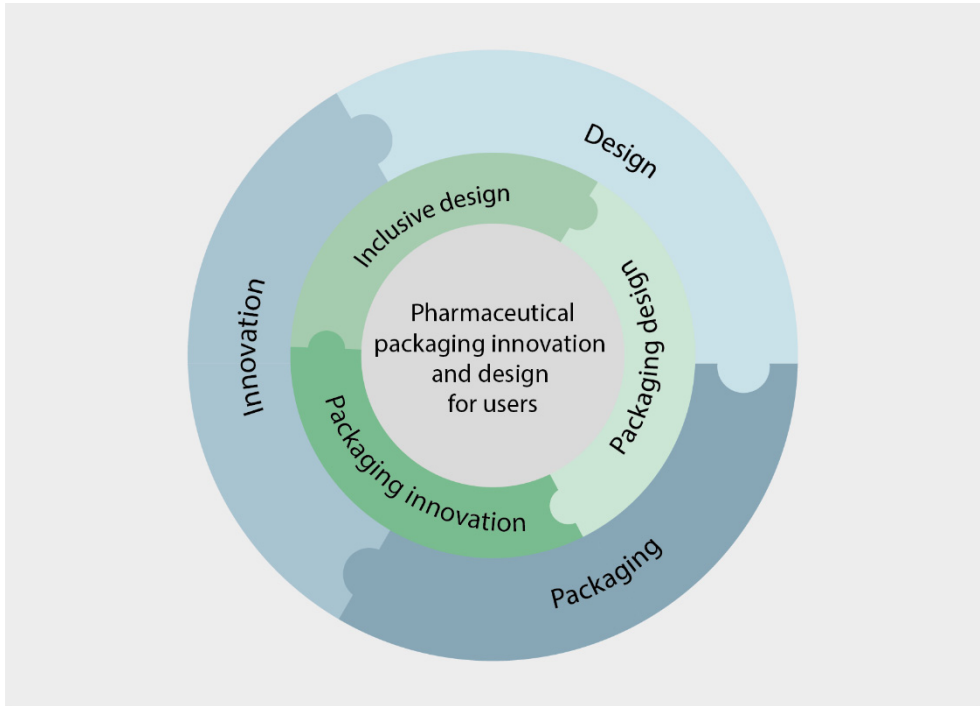 Design
Inclusive design
Packaging design
Innovation
Pharmaceutical
packaging innovation
and design
for users
Packaging innovation
Packaging